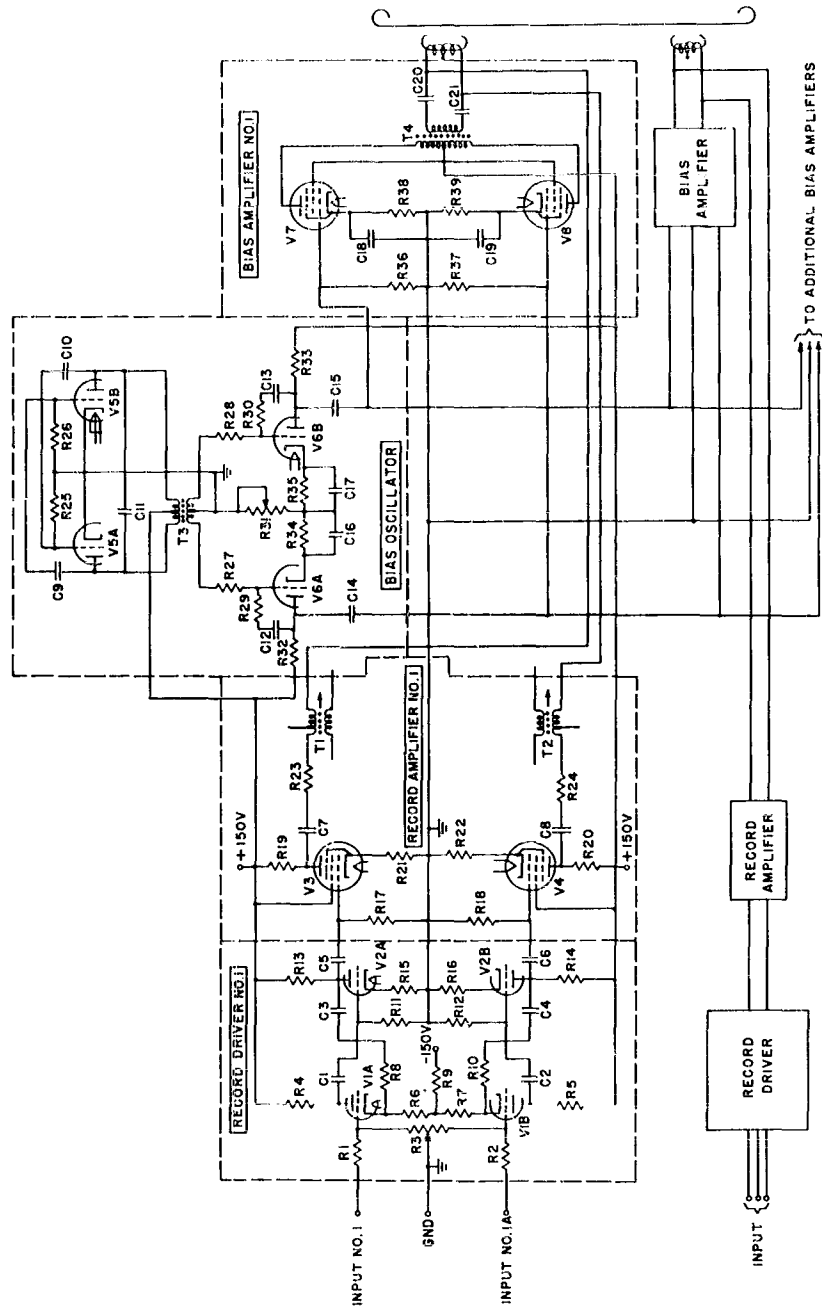 BIAS AMPLIFIER NO.1
V7
V8
C18
C19
R36
R37
R38
R39
T4
C20
C21
BIAS
AMPLIFIER
TO ADDITIONAL BIAS AMPLIFIERS
BIAS OSCILLATOR
V5A
V5B
C9
C10
R25
R26
C11
T3
R27
R28
R29
R30
C12
C13
V6A
V6B
R31
R32
R33
R34
R35
C14
C15
C16
C17
RECORD AMPLIFIER NO.1
+150V
R19
C7
R23
T1
V3
R21
R22
V4
R17
R18
C8
R24
T2
R20
+150V
RECORD DRIVER NO.1
R13
C5
V2A
C3
R15
R11
R16
R12
V2B
C6
C4
R14
R4
C1
V1A
R8
-150V
R6
R9
R3
R7
R10
C2
V1B
R5
R1
R2
INPUT NO. 1
GND
INPUT NO. 1A
RECORD
AMPLIFIER
RECORD
DRIVER
INPUT